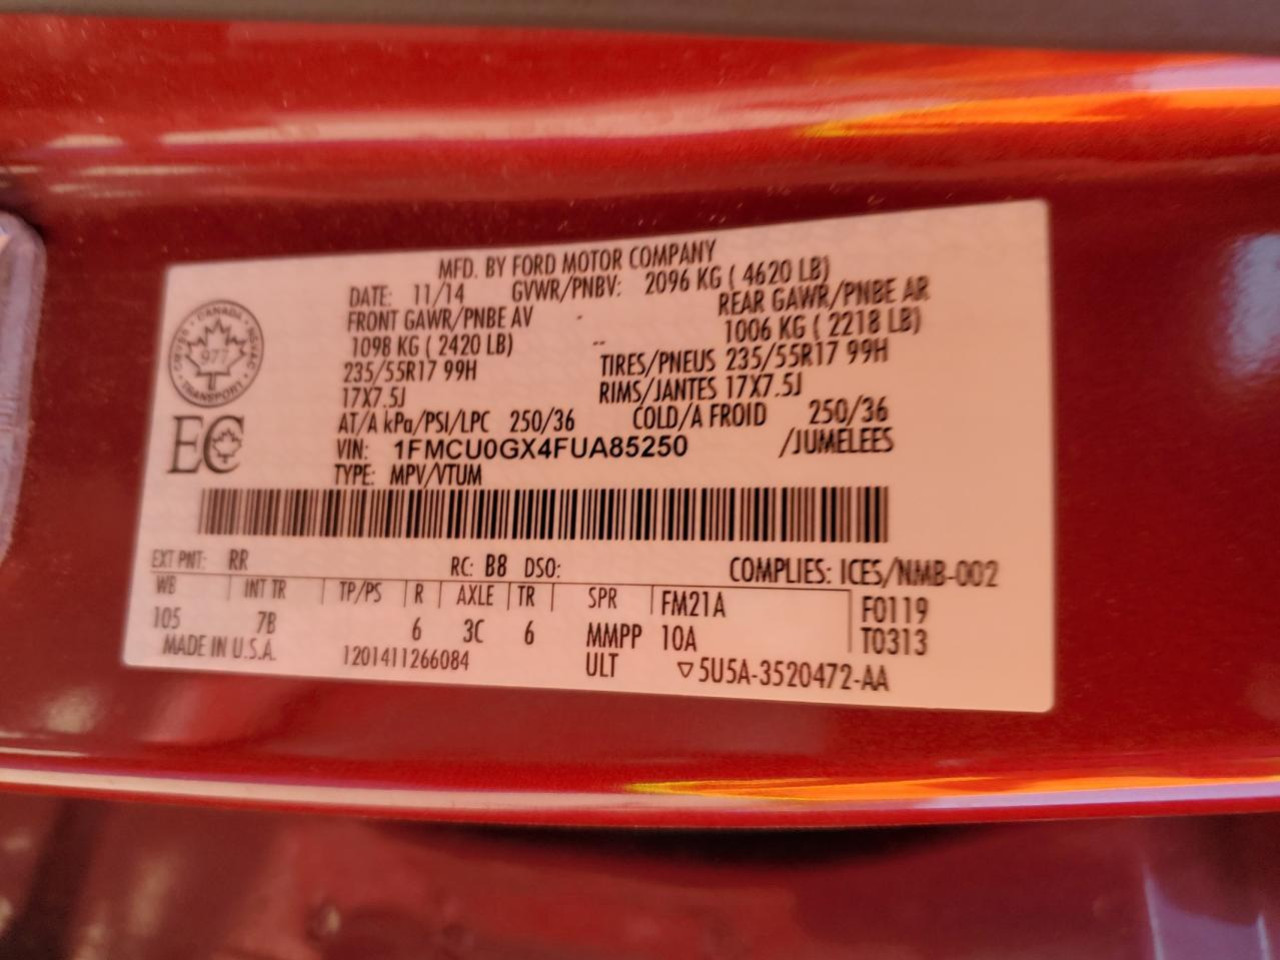 MFD. BY FORD MOTOR COMPANY
DATE: 11/14 GVWR/PNBV: 2096 KG ( 4620 LB)
FRONT GAWR/PNBE AV REAR GAWR/PNBE AR
1098 KG ( 2420 LB) 1006 KG ( 2218 LB)
235/55R17 99H TIRES/PNEUS 235/55R17 99H
17X7.5J RIMS/JANTES 17X7.5J
AT/A kPa/PSI/LPC 250/36 COLD/A FROID 250/36
VIN: 1FMCU0GX4FUA85250 /JUMELEES
TYPE: MPV/VTUM
CANADA
977
TRANSPORT
EC
EXT PNT: RR RC: B8 DSO: COMPLIES: ICES/NMB-002
WB INT TR TP/PS R AXLE TR SPR FM21A F0119
105 7B 6 3C 6 MMPP 10A T0313
MADE IN U.S.A. 1201411266084 ULT ▽5U5A-3520472-AA